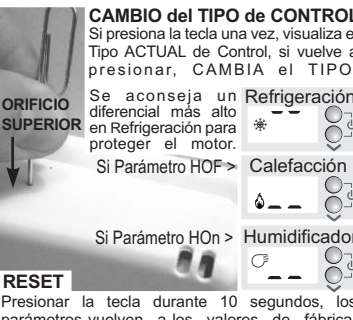 CAMBIO del TIPO de CONTROL
Si presiona la tecla una vez, visualiza e
Tipo ACTUAL de Control, si vuelve a
presionar, CAMBIA el TIPO
Se aconseja un
diferencial más alto
en Refrigeración para
proteger el motor.
Refrigeración
ORIFICIO
SUPERIOR
Si Parámetro HOF >
Calefacción
Si Parámetro HOn >
Humidificador
RESET
Presionar la tecla durante 10 segundos, los
parámetros vuelven a los valores de fábrica